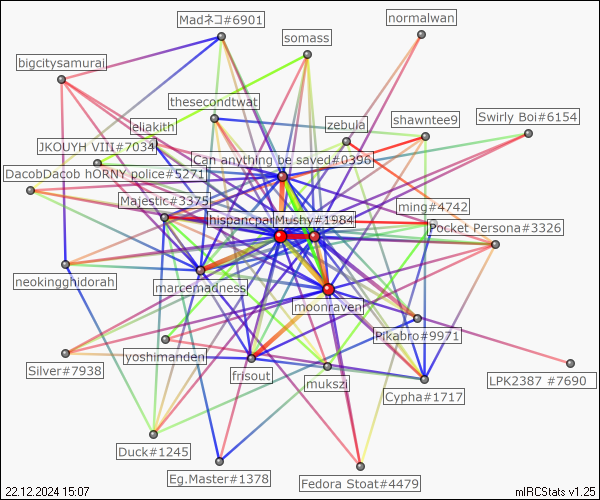 Madネコ#6901
normalwan
somass
bigcitysamurai
thesecondtwat
Swirly Boi#6154
eliakith
zebula
shawntee9
JKOUYH VIII#7034
Can anything be saved#0396
DacobDacob hORNY police#5271
Majestic#3375
ming#4742
Mushy#1984
Pocket Persona#3326
neokingghidorah
marcemadness
moonraven
Pikabro#9971
yoshimanden
Silver#7938
frisout
mukszi
Cypha#1717
LPK2387 #7690
Duck#1245
Eg.Master#1378
Fedora Stoat#4479
22.12.2024 15:07
mIRCStats v1.25